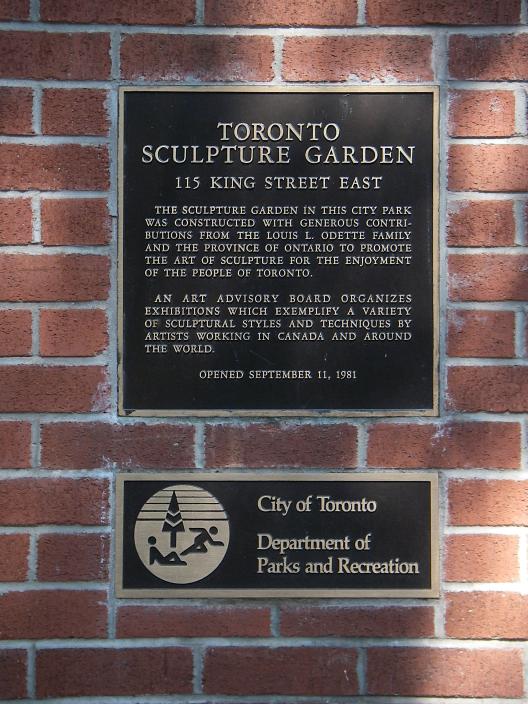 TORONTO
SCULPTURE GARDEN
115 KING STREET EAST
THE SCULPTURE GARDEN IN THIS CITY PARK
WAS CONSTRUCTED WITH GENEROUS CONTRI-
BUTIONS FROM THE LOUIS L. ODETTE FAMILY
AND THE PROVINCE OF ONTARIO TO PROMOTE
THE ART OF SCULPTURE FOR THE ENJOYMENT
OF THE PEOPLE OF TORONTO.
AN ART ADVISORY BOARD ORGANIZES
EXHIBITIONS WHICH EXEMPLIFY A VARIETY
OF SCULPTURAL STYLES AND TECHNIQUES BY
ARTISTS WORKING IN CANADA AND AROUND
THE WORLD.
OPENED SEPTEMBER 11, 1981
City of Toronto
Department of
Parks and Recreation